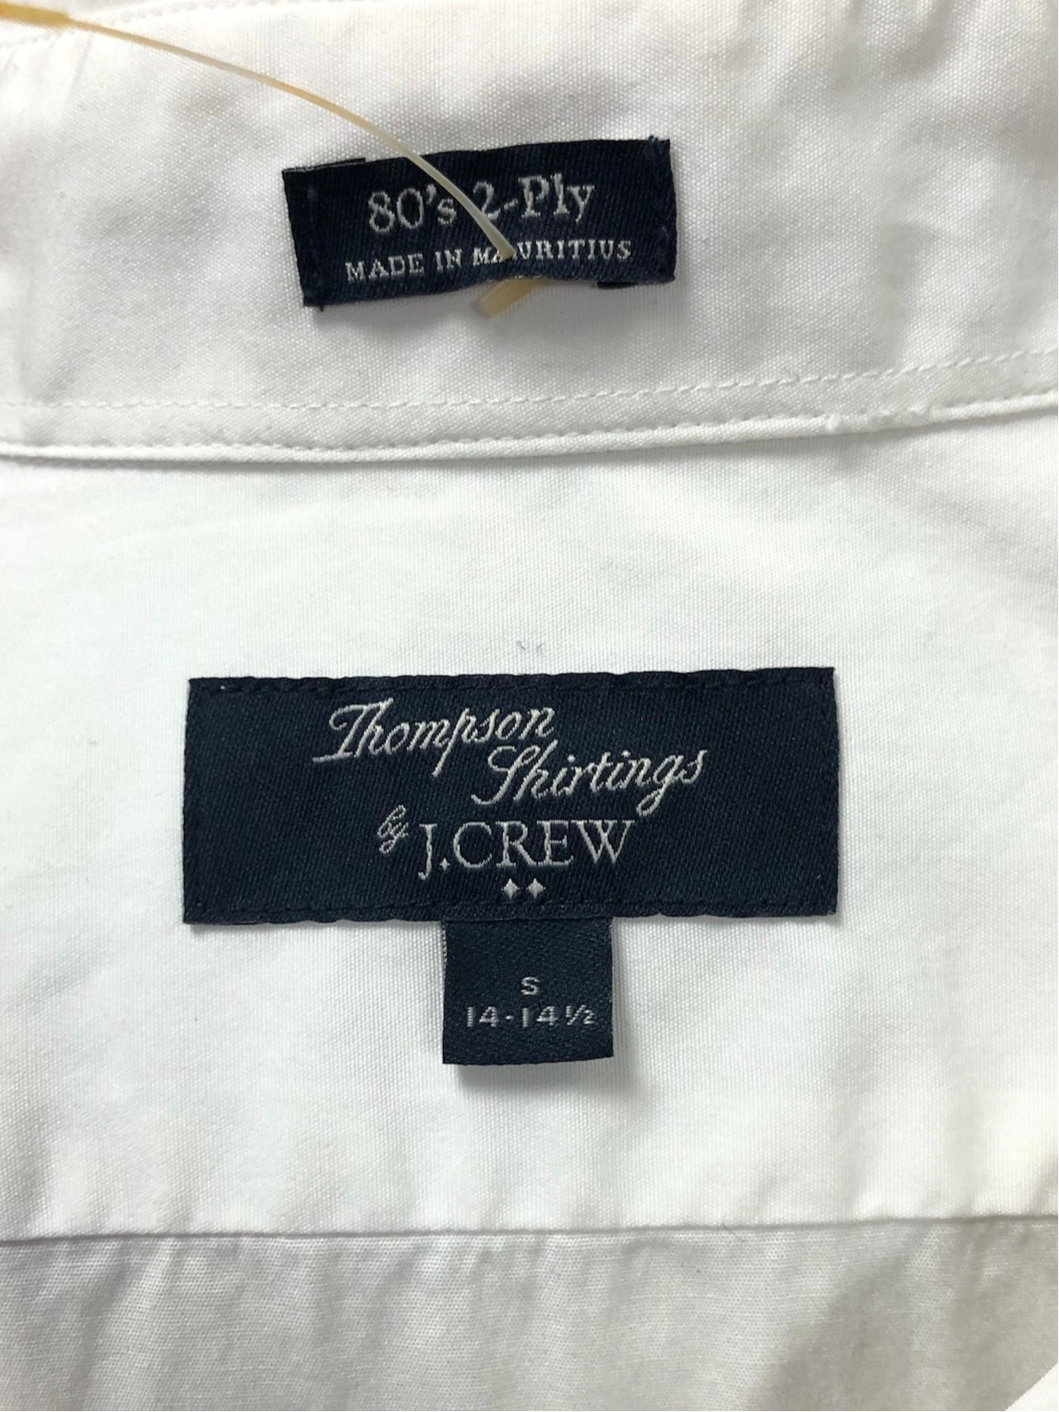 80's 2-Ply
MADE IN MAURITIUS
Thompson
Shirtings
by J.CREW
S
14-14½